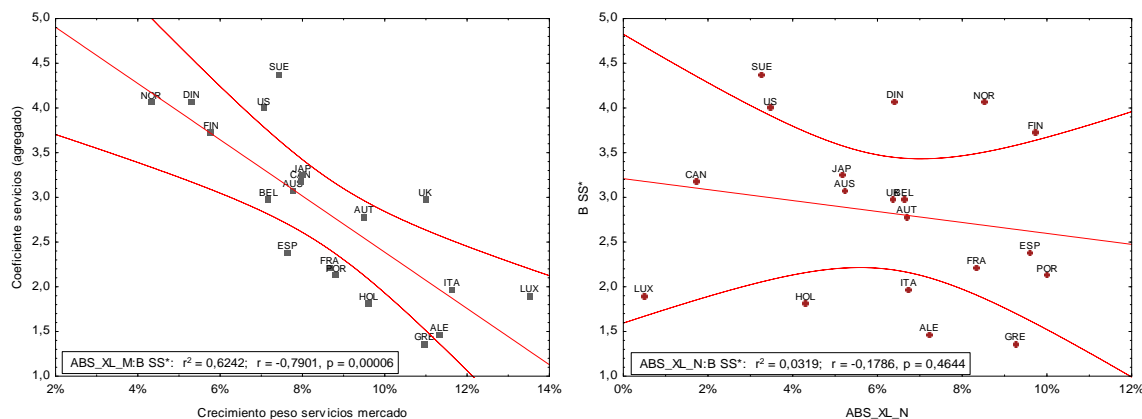 Coeficiente servicios (agregado)
5,0
4,5
4,0
3,5
3,0
2,5
2,0
1,5
1,0
SUE
NOR
DIN
US
FIN
JAP
CAN
AUS
BEL
UK
AUT
ESP
FRA
POR
ITA
LUX
HOL
ALE
GRE
ABS_XL_M:B SS*: r² = 0,6242; r = -0,7901, p = 0,00006
2% 4% 6% 8% 10% 12% 14%
Crecimiento peso servicios mercado
B SS*
5,0
4,5
4,0
3,5
3,0
2,5
2,0
1,5
1,0
SUE
US
DIN
NOR
FIN
JAP
CAN
AUS
UK
BEL
AUT
ESP
FRA
POR
LUX
HOL
ITA
ALE
GRE
ABS_XL_N:B SS*: r² = 0,0319; r = -0,1786, p = 0,4644
0% 2% 4% 6% 8% 10% 12%
ABS_XL_N